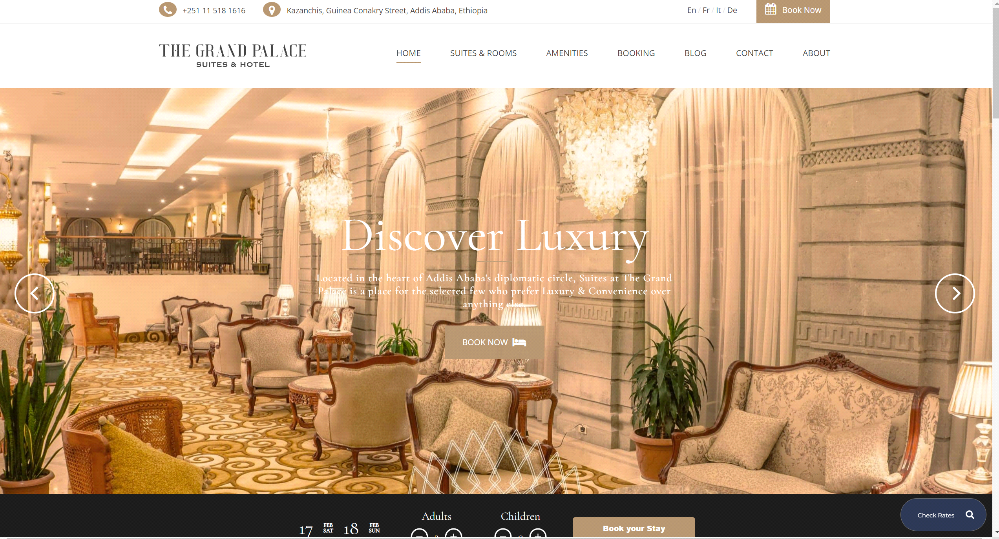 +251 11 518 1616
Kazanchis, Guinea Conakry Street, Addis Ababa, Ethiopia
En / Fr / It / De
Book Now
THE GRAND PALACE
SUITES & HOTEL
HOME
SUITES & ROOMS
AMENITIES
BOOKING
BLOG
CONTACT
ABOUT
Discover Luxury
Located in the heart of Addis Ababa's diplomatic circle, Suites at The Grand
Palace is a place for the selected few who prefer Luxury & Convenience over
anything else.
BOOK NOW
Adults
Children
17
FEB
SAT
18
FEB
SUN
Book your Stay
Check Rates